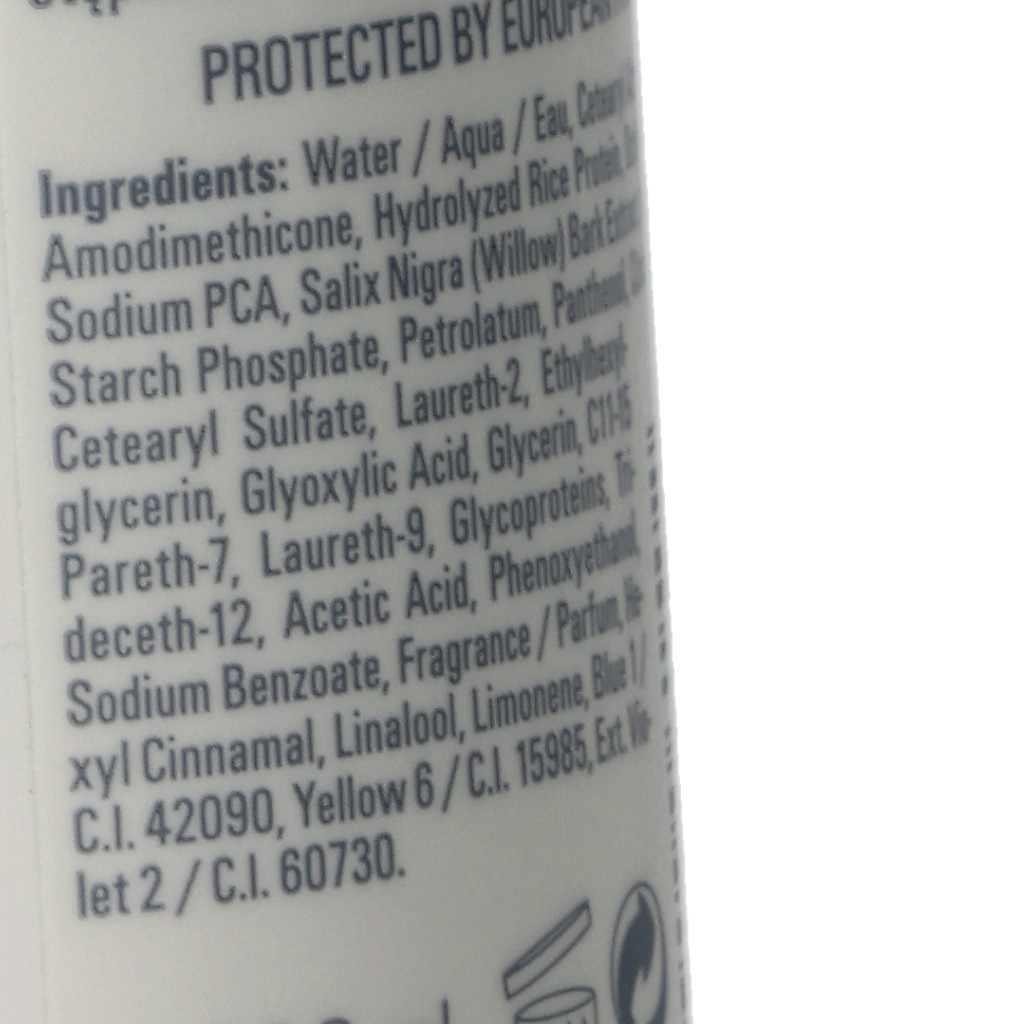 PROTECTED BY EUROPEAN
Ingredients: Water / Aqua / Eau,
Amodimethicone, Hydrolyzed Rice Protein,
Sodium PCA, Salix Nigra (Willow) Bark Extract
Starch Phosphate, Petrolatum, Panthenol,
Cetearyl Sulfate, Laureth-2, Ethylhexyl-
glycerin, Glyoxylic Acid, Glycerin, C11-15
Pareth-7, Laureth-9, Glycoproteins, Tri-
deceth-12, Acetic Acid, Phenoxyethanol,
Sodium Benzoate, Fragrance / Parfum, He-
xyl Cinnamal, Linalool, Limonene, Blue 1 /
C.I. 42090, Yellow 6 / C.I. 15985, Ext. Vio-
let 2 / C.I. 60730.